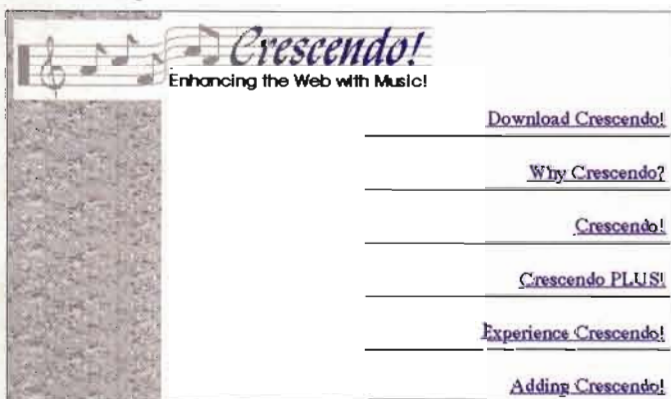 Crescendo!
Enhancing the Web with Music!
Download Crescendo!
Why Crescendo?
Crescendo!
Crescendo PLUS!
Experience Crescendo!
Adding Crescendo!